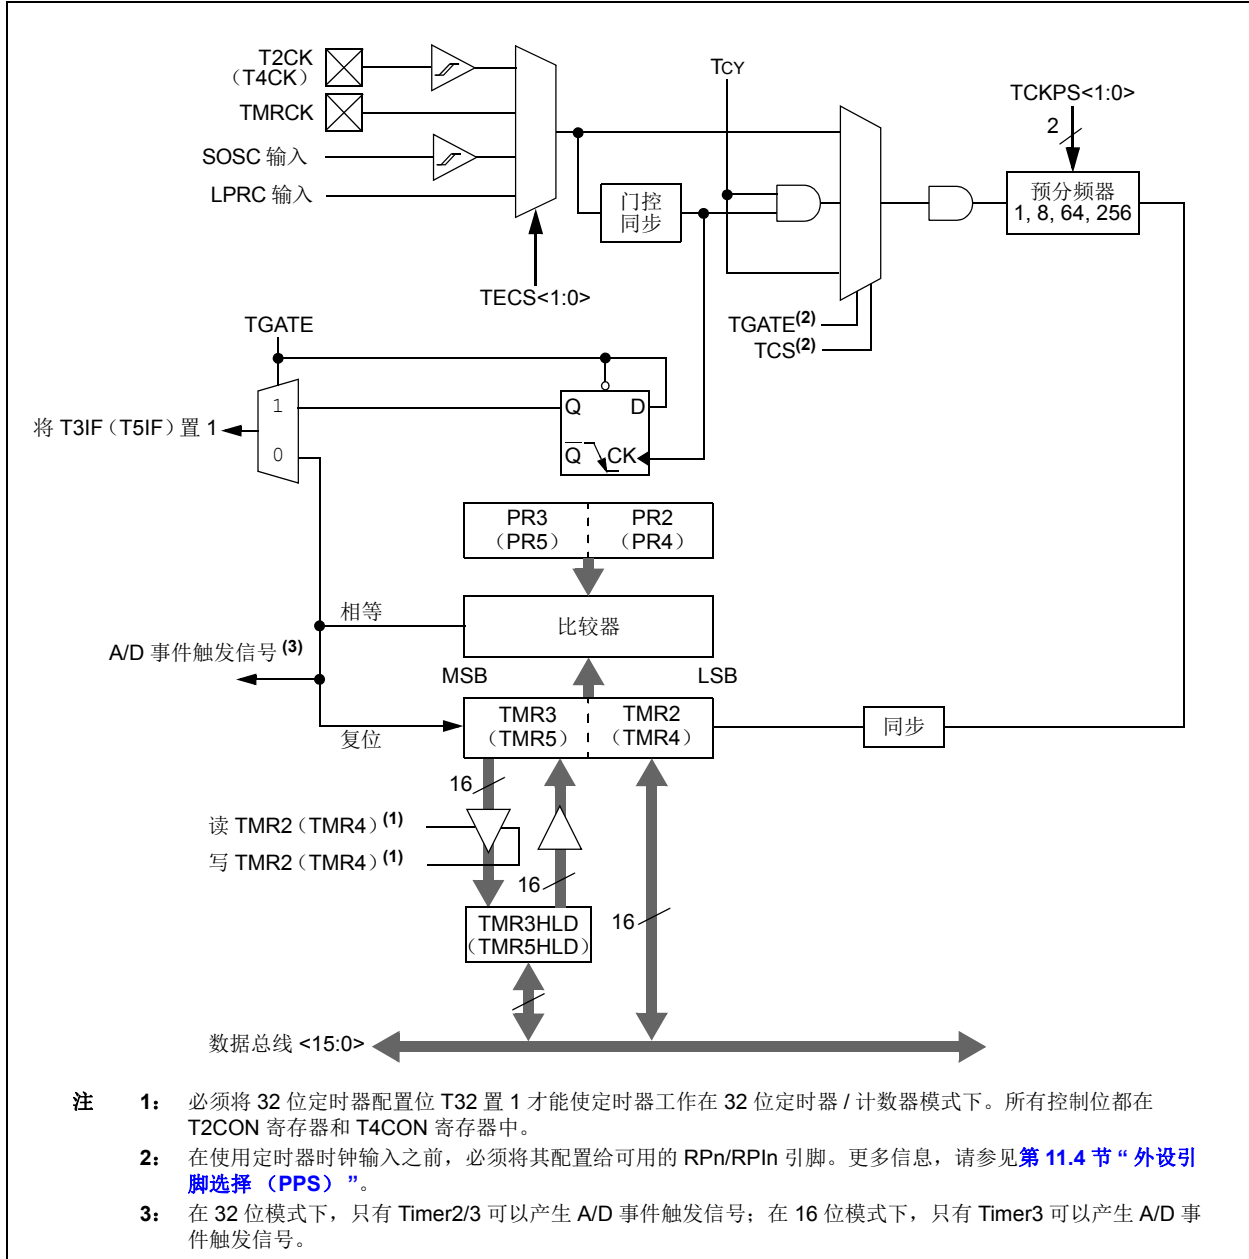 T2CK
（T4CK）
TMRCK
SOSC 输入
LPRC 输入
TECS<1:0>
TCY
门控
同步
TCKPS<1:0>
2
预分频器
1, 8, 64, 256
TGATE(2)
TCS(2)
TGATE
1
0
将 T3IF（T5IF）置 1
Q
D
Q
CK
PR3
（PR5）
PR2
（PR4）
相等
比较器
A/D 事件触发信号 (3)
MSB
LSB
TMR3
（TMR5）
TMR2
（TMR4）
复位
同步
16
读 TMR2（TMR4）(1)
写 TMR2（TMR4）(1)
16
16
TMR3HLD
（TMR5HLD）
数据总线 <15:0>
注 1： 必须将 32 位定时器配置位 T32 置 1 才能使定时器工作在 32 位定时器 / 计数器模式下。所有控制位都在
T2CON 寄存器和 T4CON 寄存器中。
2： 在使用定时器时钟输入之前，必须将其配置给可用的 RPn/RPIn 引脚。更多信息，请参见第 11.4 节 “ 外设引
脚选择 （PPS） ”。
3： 在 32 位模式下，只有 Timer2/3 可以产生 A/D 事件触发信号；在 16 位模式下，只有 Timer3 可以产生 A/D 事
件触发信号。